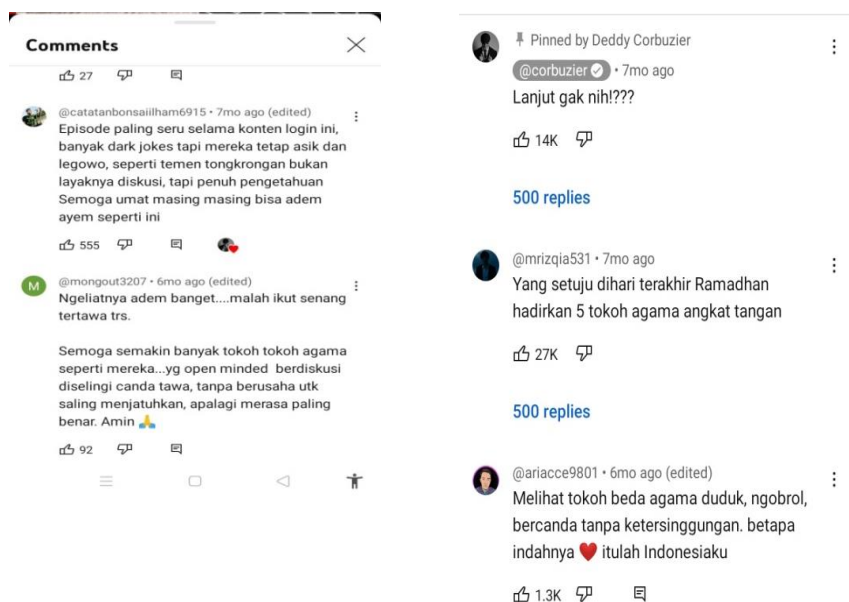 Comments
27
@catatanbonsaiilham6915 • 7mo ago (edited)
Episode paling seru selama konten login ini,
banyak dark jokes tapi mereka tetap asik dan
legowo, seperti temen tongkrongan bukan
layaknya diskusi, tapi penuh pengetahuan
Semoga umat masing masing bisa adem
ayem seperti ini
555
M
@mongout3207 • 6mo ago (edited)
Ngeliatnya adem banget....malah ikut senang
tertawa trs.
Semoga semakin banyak tokoh tokoh agama
seperti mereka...yg open minded berdiskusi
diselingi canda tawa, tanpa berusaha utk
saling menjatuhkan, apalagi merasa paling
benar. Amin 🙏
92
Pinned by Deddy Corbuzier
@corbuzier • 7mo ago
Lanjut gak nih!???
14K
500 replies
@mrizqia531 • 7mo ago
Yang setuju dihari terakhir Ramadhan
hadirkan 5 tokoh agama angkat tangan
27K
500 replies
@ariacce9801 • 6mo ago (edited)
Melihat tokoh beda agama duduk, ngobrol,
bercanda tanpa ketersinggungan. betapa
indahnya ❤️ itulah Indonesiaku
1.3K